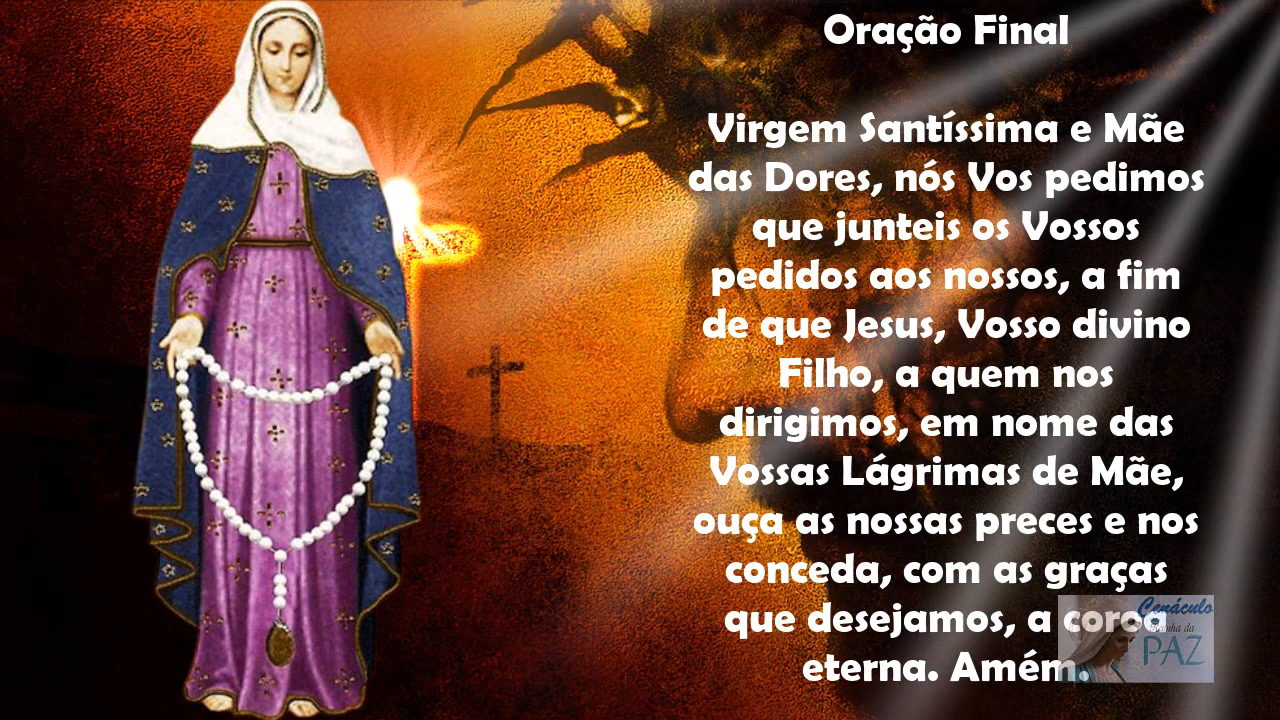 Oração Final
Virgem Santíssima e Mãe
das Dores, nós Vos pedimos
que junteis os Vossos
pedidos aos nossos, a fim
de que Jesus, Vosso divino
Filho, a quem nos
dirigimos, em nome das
Vossas Lágrimas de Mãe,
ouça as nossas preces e nos
conceda, com as graças
que desejamos, a coroa
eterna. Amém.
Cenáculo
Rainha da
PAZ